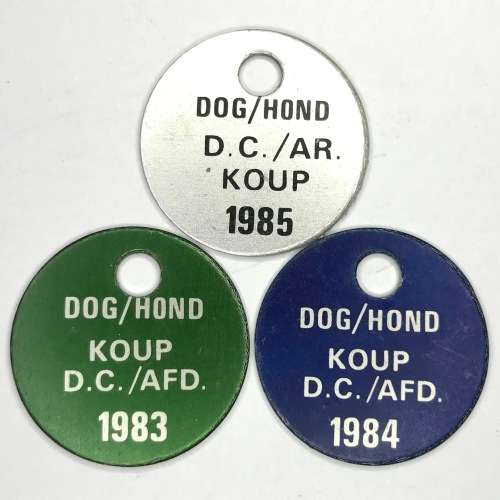 DOG/HOND
D.C./AR.
KOUP
1985
DOG/HOND
KOUP
D.C./AFD.
1983
DOG/HOND
KOUP
D.C./AFD.
1984